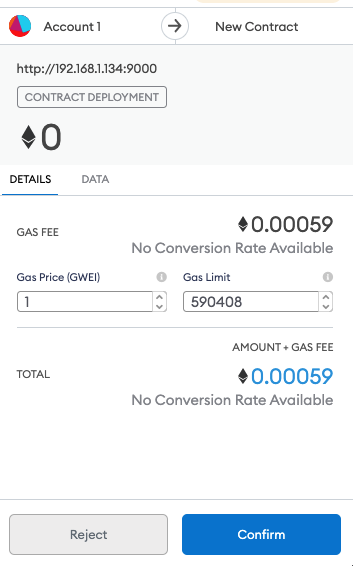 Account 1
New Contract
http://192.168.1.134:9000
CONTRACT DEPLOYMENT
0
DETAILS
DATA
GAS FEE
0.00059
No Conversion Rate Available
Gas Price (GWEI)
Gas Limit
1
590408
AMOUNT + GAS FEE
TOTAL
0.00059
No Conversion Rate Available
Reject
Confirm